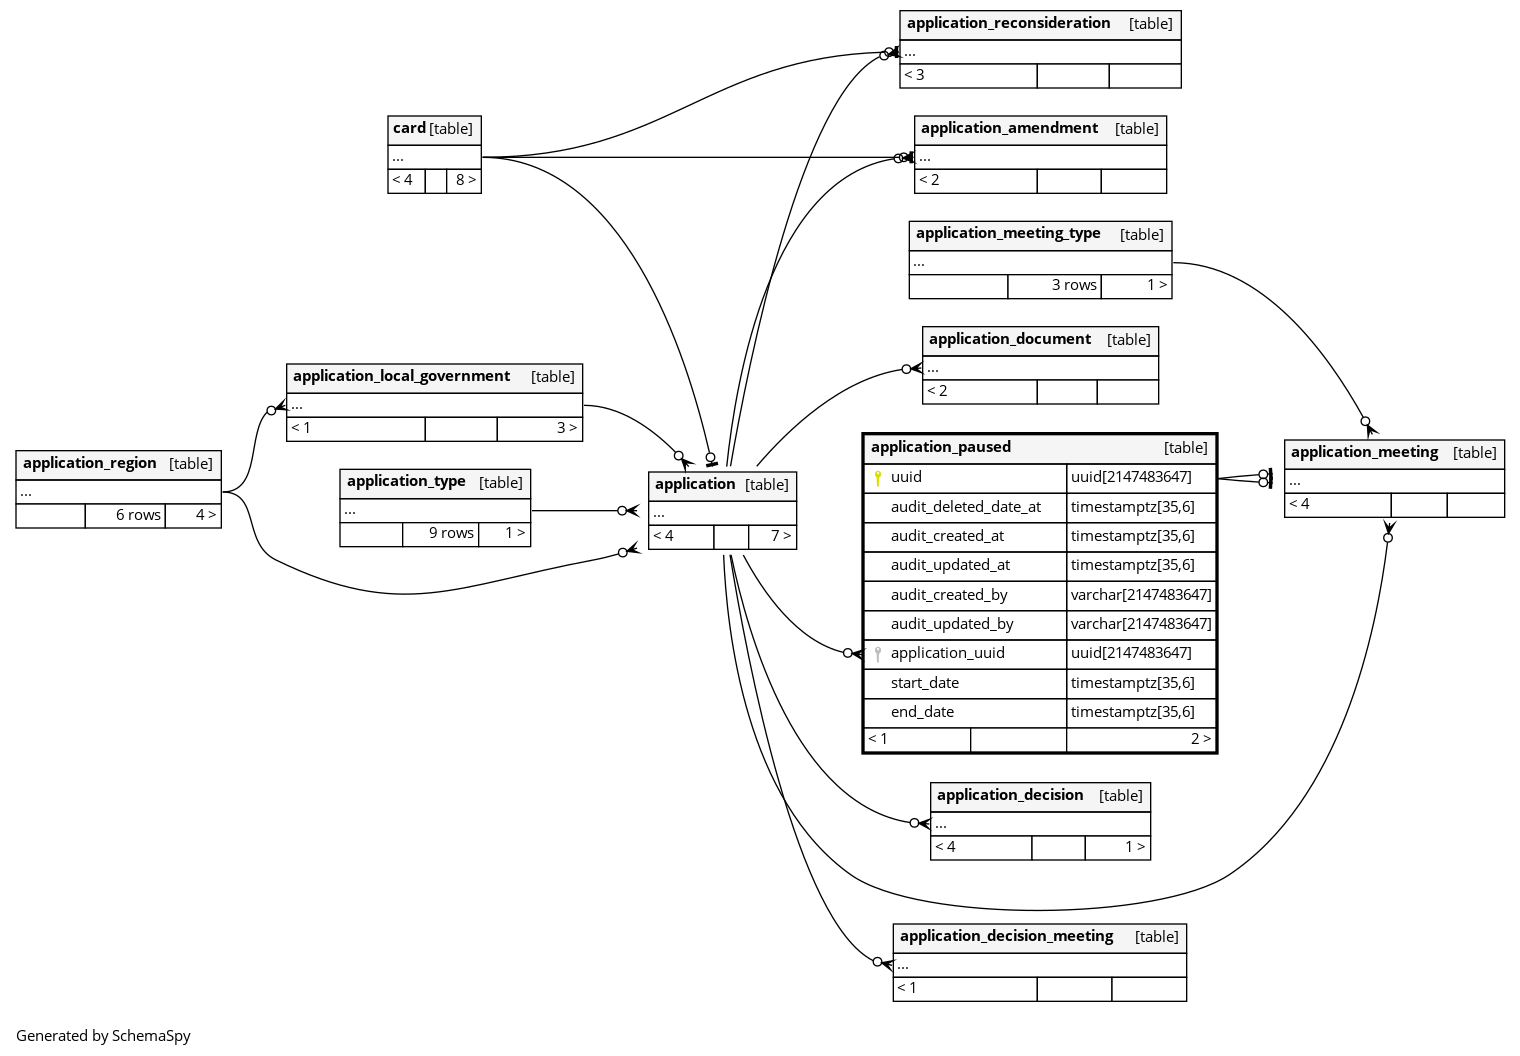 application_reconsideration [table]
...
< 3
card [table]
...
< 4 8 >
application_amendment [table]
...
< 2
application_meeting_type [table]
...
3 rows 1 >
application_document [table]
...
< 2
application_local_government [table]
...
< 1 3 >
application_region [table]
...
6 rows 4 >
application_type [table]
...
9 rows 1 >
application [table]
...
< 4 7 >
application_paused [table]
uuid uuid[2147483647]
audit_deleted_date_at timestamptz[35,6]
audit_created_at timestamptz[35,6]
audit_updated_at timestamptz[35,6]
audit_created_by varchar[2147483647]
audit_updated_by varchar[2147483647]
application_uuid uuid[2147483647]
start_date timestamptz[35,6]
end_date timestamptz[35,6]
< 1 2 >
application_meeting [table]
...
< 4
application_decision [table]
...
< 4 1 >
application_decision_meeting [table]
...
< 1
Generated by SchemaSpy